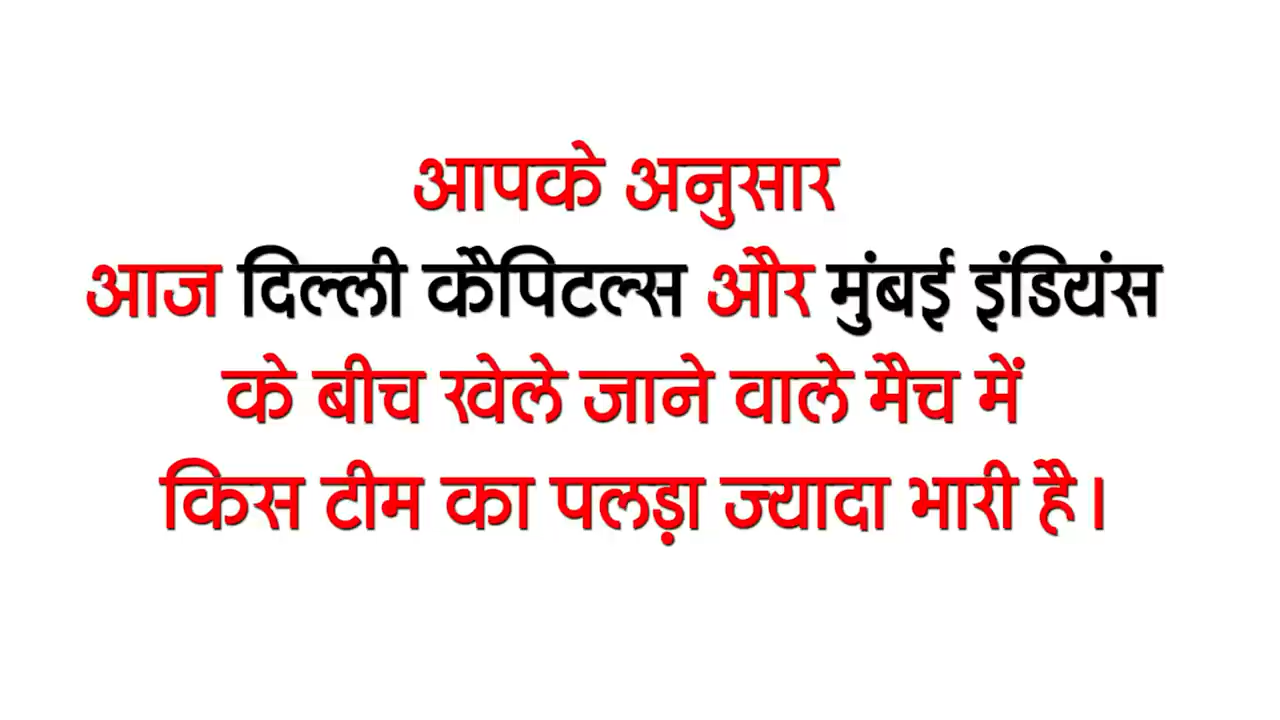 आपके अनुसार
आज दिल्ली कैपिटल्स और मुंबई इंडियंस
के बीच खेले जाने वाले मैच में
किस टीम का पलड़ा ज्यादा भारी है।